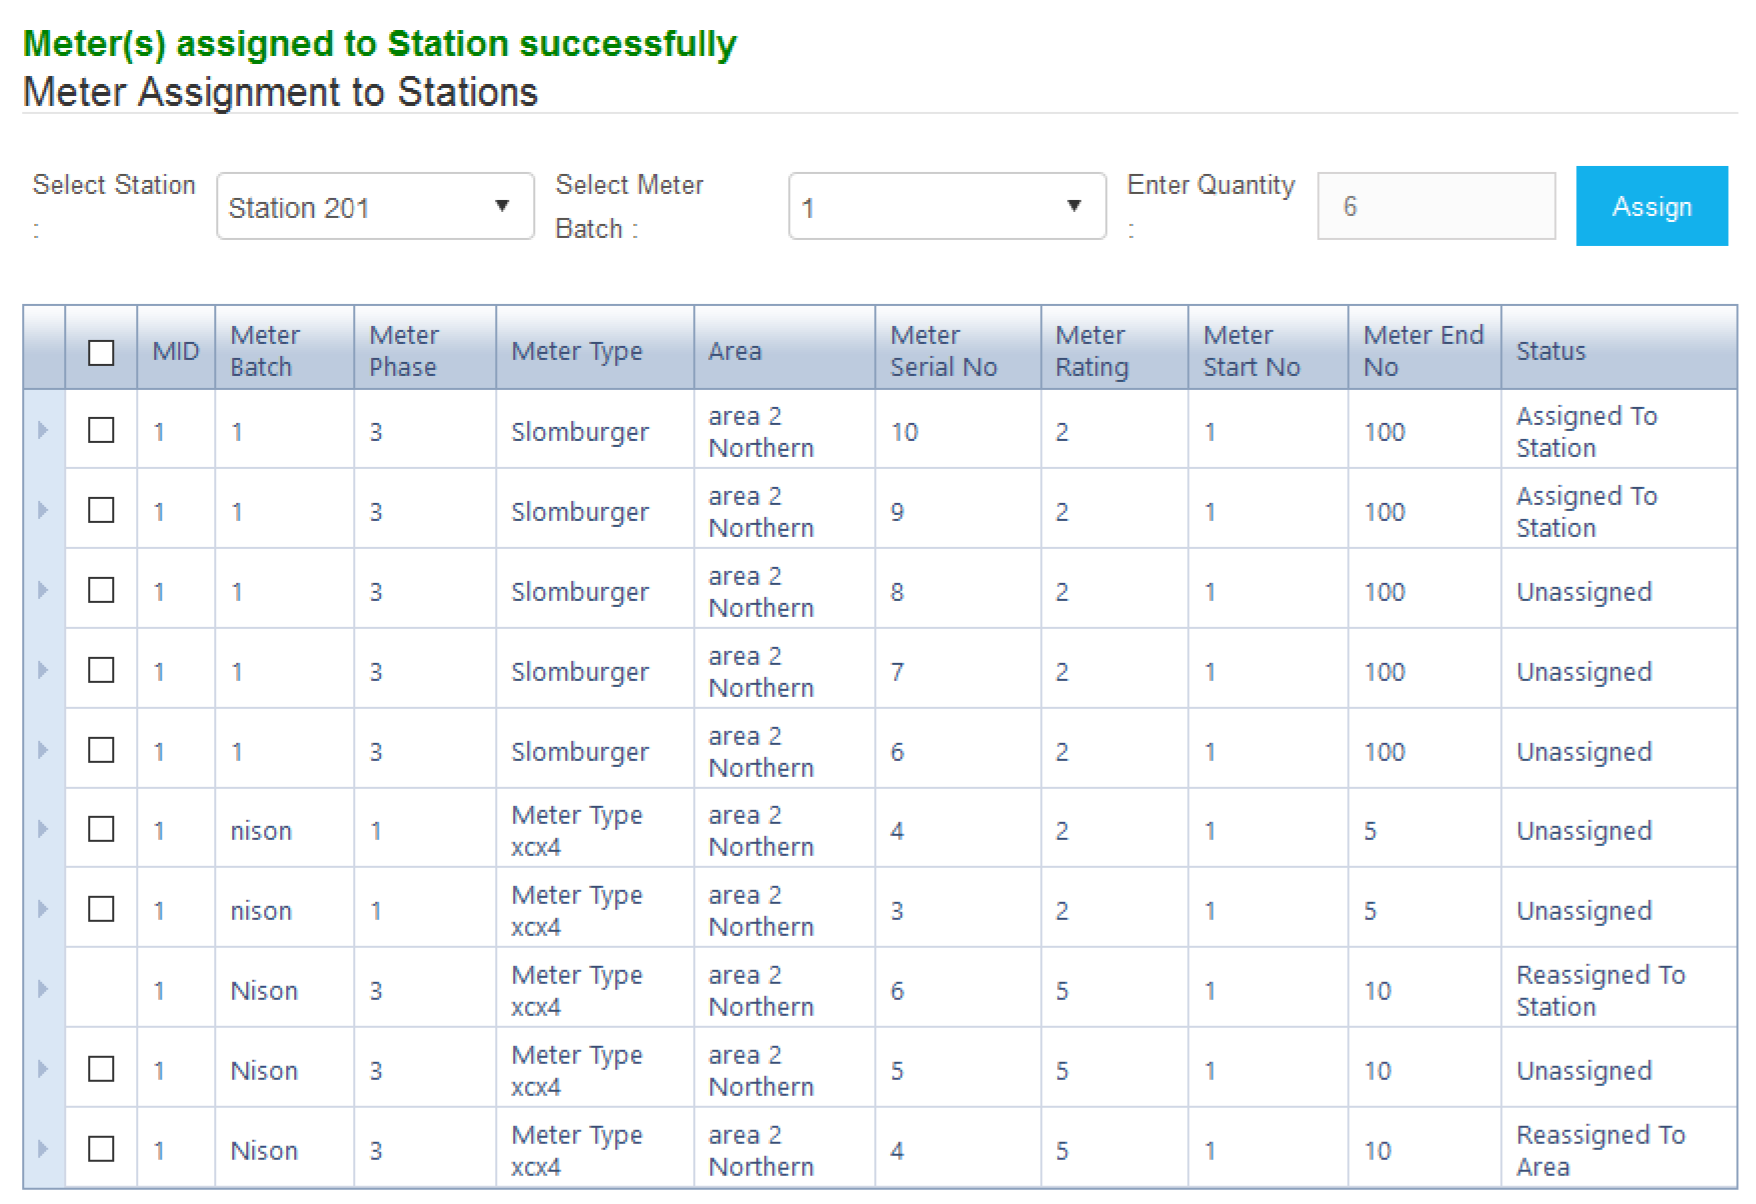 Meter(s) assigned to Station successfully
Meter Assignment to Stations
Select Station : Station 201 Select Meter Batch : 1 Enter Quantity : 6 Assign
MID Meter Batch Meter Phase Meter Type Area Meter Serial No Meter Rating Meter Start No Meter End No Status
1 1 3 Slomburger area 2 Northern 10 2 1 100 Assigned To Station
1 1 3 Slomburger area 2 Northern 9 2 1 100 Assigned To Station
1 1 3 Slomburger area 2 Northern 8 2 1 100 Unassigned
1 1 3 Slomburger area 2 Northern 7 2 1 100 Unassigned
1 1 3 Slomburger area 2 Northern 6 2 1 100 Unassigned
1 nison 1 Meter Type xcx4 area 2 Northern 4 2 1 5 Unassigned
1 nison 1 Meter Type xcx4 area 2 Northern 3 2 1 5 Unassigned
1 Nison 3 Meter Type xcx4 area 2 Northern 6 5 1 10 Reassigned To Station
1 Nison 3 Meter Type xcx4 area 2 Northern 5 5 1 10 Unassigned
1 Nison 3 Meter Type xcx4 area 2 Northern 4 5 1 10 Reassigned To Area